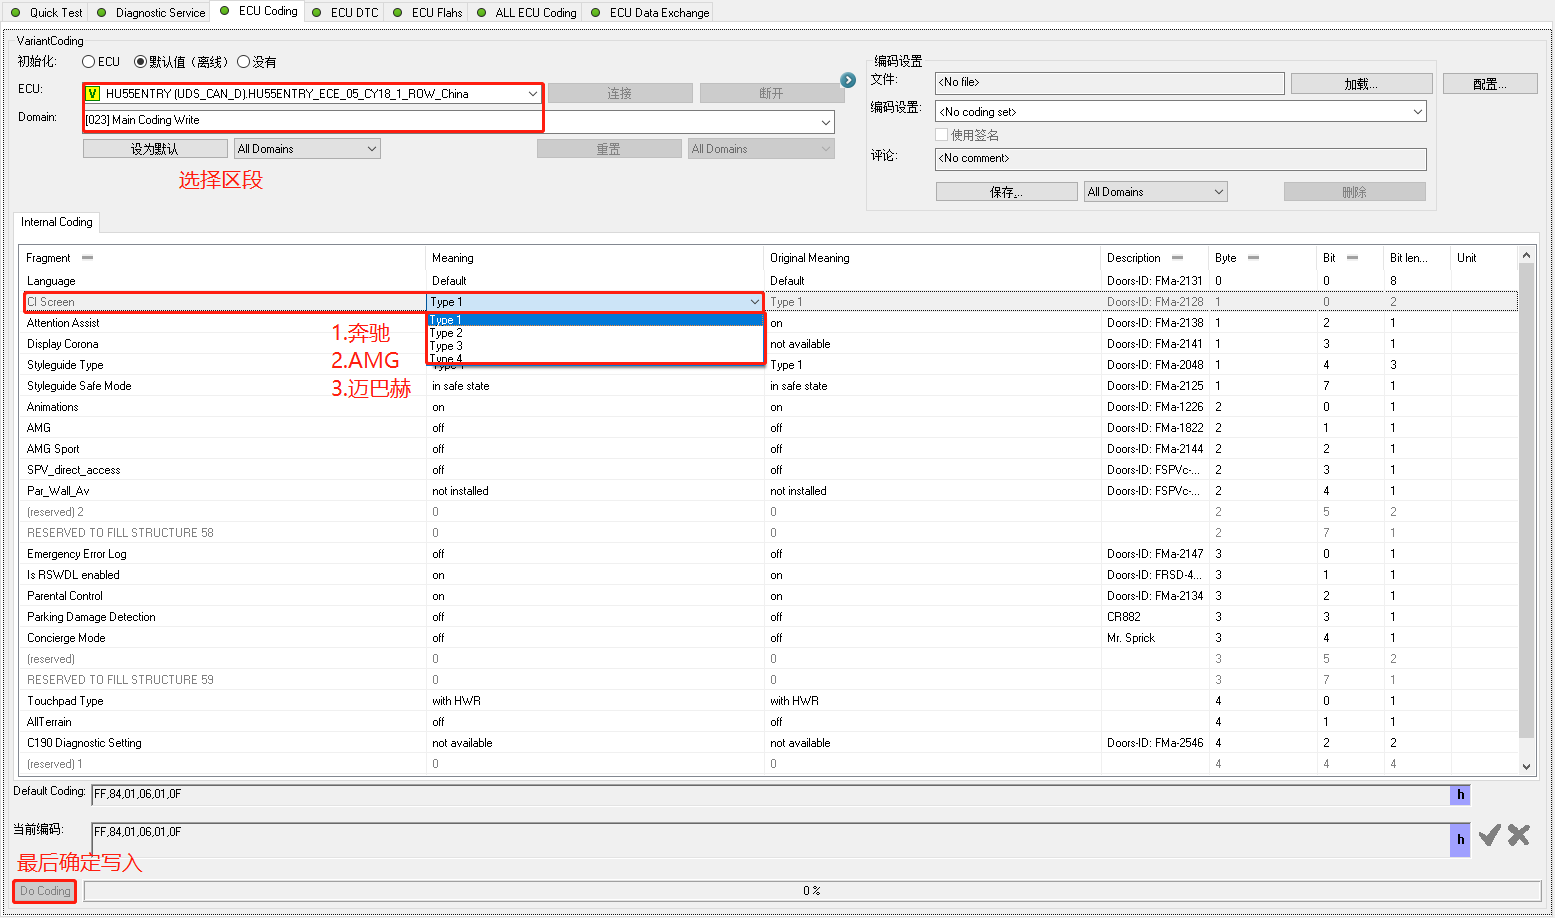 Quick Test Diagnostic Service ECU Coding ECU DTC ECU Flahs ALL ECU Coding ECU Data Exchange
VariantCoding
初始化: ECU 默认值（离线） 没有
ECU: V HU55ENTRY (UDS_CAN_D).HU55ENTRY_ECE_05_CY18_1_ROW_China 连接 断开
Domain: [023] Main Coding Write
设为默认 All Domains 重置 All Domains
选择区段
编码设置
文件: <No file> 加载... 配置...
编码设置: <No coding set>
使用签名
评论: <No comment>
保存... All Domains 删除
Internal Coding
Fragment Meaning Original Meaning Description Byte Bit Bit len... Unit
Language Default Default Doors-ID: FMa-2131 0 0 8
CI Screen Type 1 Type 1 Doors-ID: FMa-2128 1 0 2
Type 1
Type 2
Type 3
Type 4
1.奔驰
2.AMG
3.迈巴赫
Attention Assist on Doors-ID: FMa-2138 1 2 1
Display Corona not available Doors-ID: FMa-2141 1 3 1
Styleguide Type Type 1 Type 1 Doors-ID: FMa-2048 1 4 3
Styleguide Safe Mode in safe state in safe state Doors-ID: FMa-2125 1 7 1
Animations on on Doors-ID: FMa-1226 2 0 1
AMG off off Doors-ID: FMa-1822 2 1 1
AMG Sport off off Doors-ID: FMa-2144 2 2 1
SPV_direct_access off off Doors-ID: FSPVc-... 2 3 1
Par_Wall_Av not installed not installed Doors-ID: FSPVc-... 2 4 1
(reserved) 2 0 0 2 5 2
RESERVED TO FILL STRUCTURE 58 0 0 2 7 1
Emergency Error Log off off Doors-ID: FMa-2147 3 0 1
Is RSWDL enabled on on Doors-ID: FRSD-4... 3 1 1
Parental Control on on Doors-ID: FMa-2134 3 2 1
Parking Damage Detection off off CR882 3 3 1
Concierge Mode off off Mr. Sprick 3 4 1
(reserved) 0 0 3 5 2
RESERVED TO FILL STRUCTURE 59 0 0 3 7 1
Touchpad Type with HWR with HWR 4 0 1
AllTerrain off off 4 1 1
C190 Diagnostic Setting not available not available Doors-ID: FMa-2546 4 2 2
(reserved) 1 0 0 4 4 4
Default Coding: FF,84,01,06,01,0F h
当前编码: FF,84,01,06,01,0F h
最后确定写入
Do Coding 0 %